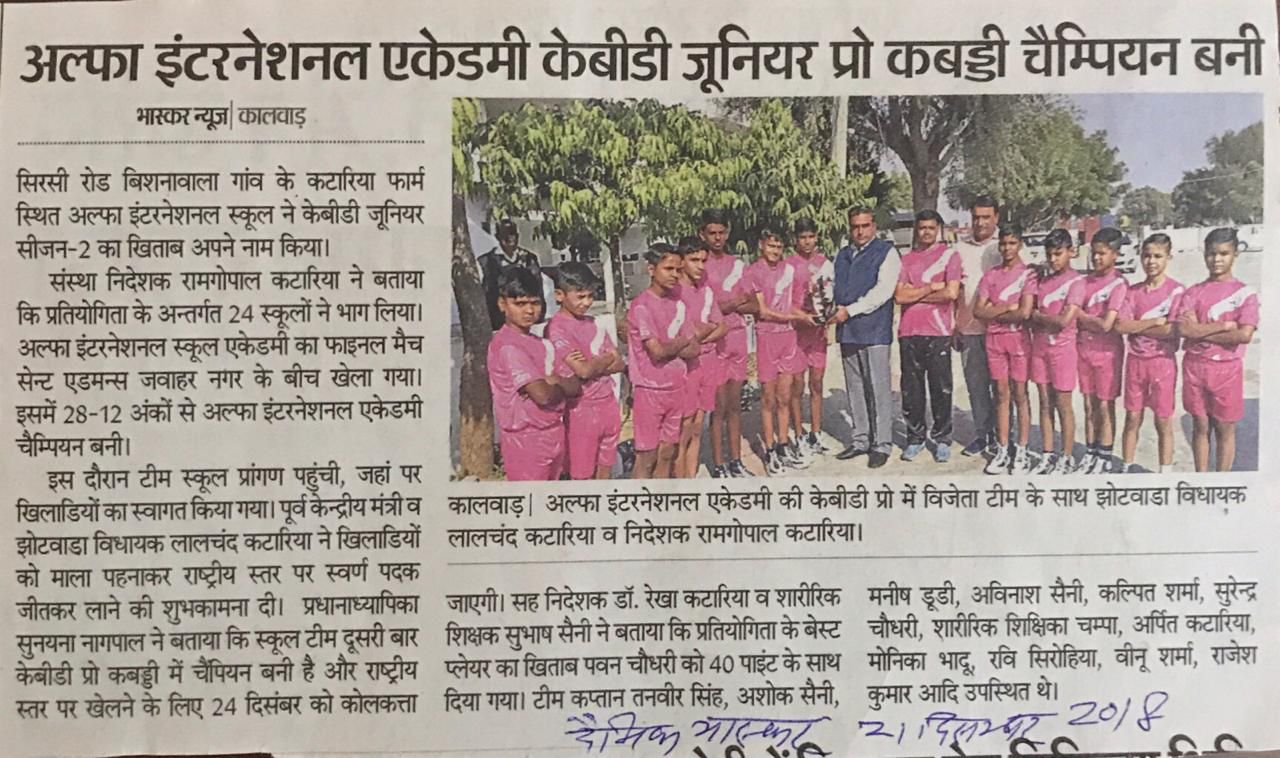 अल्फा इंटरनेशनल एकेडमी केबीडी जूनियर प्रो कबड्डी चैम्पियन बनी
भास्कर न्यूज| कालवाड़
सिरसी रोड बिशनावाला गांव के कटारिया फार्म
स्थित अल्फा इंटरनेशनल स्कूल ने केबीडी जूनियर
सीजन-2 का खिताब अपने नाम किया।
संस्था निदेशक रामगोपाल कटारिया ने बताया
कि प्रतियोगिता के अन्तर्गत 24 स्कूलों ने भाग लिया।
अल्फा इंटरनेशनल स्कूल एकेडमी का फाइनल मैच
सेन्ट एडमन्स जवाहर नगर के बीच खेला गया।
इसमें 28-12 अंकों से अल्फा इंटरनेशनल एकेडमी
चैम्पियन बनी।
इस दौरान टीम स्कूल प्रांगण पहुंची, जहां पर
खिलाडियों का स्वागत किया गया। पूर्व केन्द्रीय मंत्री व
झोटवाडा विधायक लालचंद कटारिया ने खिलाडियों
को माला पहनाकर राष्ट्रीय स्तर पर स्वर्ण पदक
जीतकर लाने की शुभकामना दी। प्रधानाध्यापिका
सुनयना नागपाल ने बताया कि स्कूल टीम दूसरी बार
केबीडी प्रो कबड्डी में चैंपियन बनी है और राष्ट्रीय
स्तर पर खेलने के लिए 24 दिसंबर को कोलकत्ता
कालवाड़| अल्फा इंटरनेशनल एकेडमी की केबीडी प्रो में विजेता टीम के साथ झोटवाडा विधायक
लालचंद कटारिया व निदेशक रामगोपाल कटारिया।
जाएगी। सह निदेशक डॉ. रेखा कटारिया व शारीरिक
शिक्षक सुभाष सैनी ने बताया कि प्रतियोगिता के बेस्ट
प्लेयर का खिताब पवन चौधरी को 40 पाइंट के साथ
दिया गया। टीम कप्तान तनवीर सिंह, अशोक सैनी,
मनीष डूडी, अविनाश सैनी, कल्पित शर्मा, सुरेन्द्र
चौधरी, शारीरिक शिक्षिका चम्पा, अर्पित कटारिया,
मोनिका भादू, रवि सिरोहिया, वीनू शर्मा, राजेश
कुमार आदि उपस्थित थे।
दैनिक भास्कर 21 दिसम्बर 2018